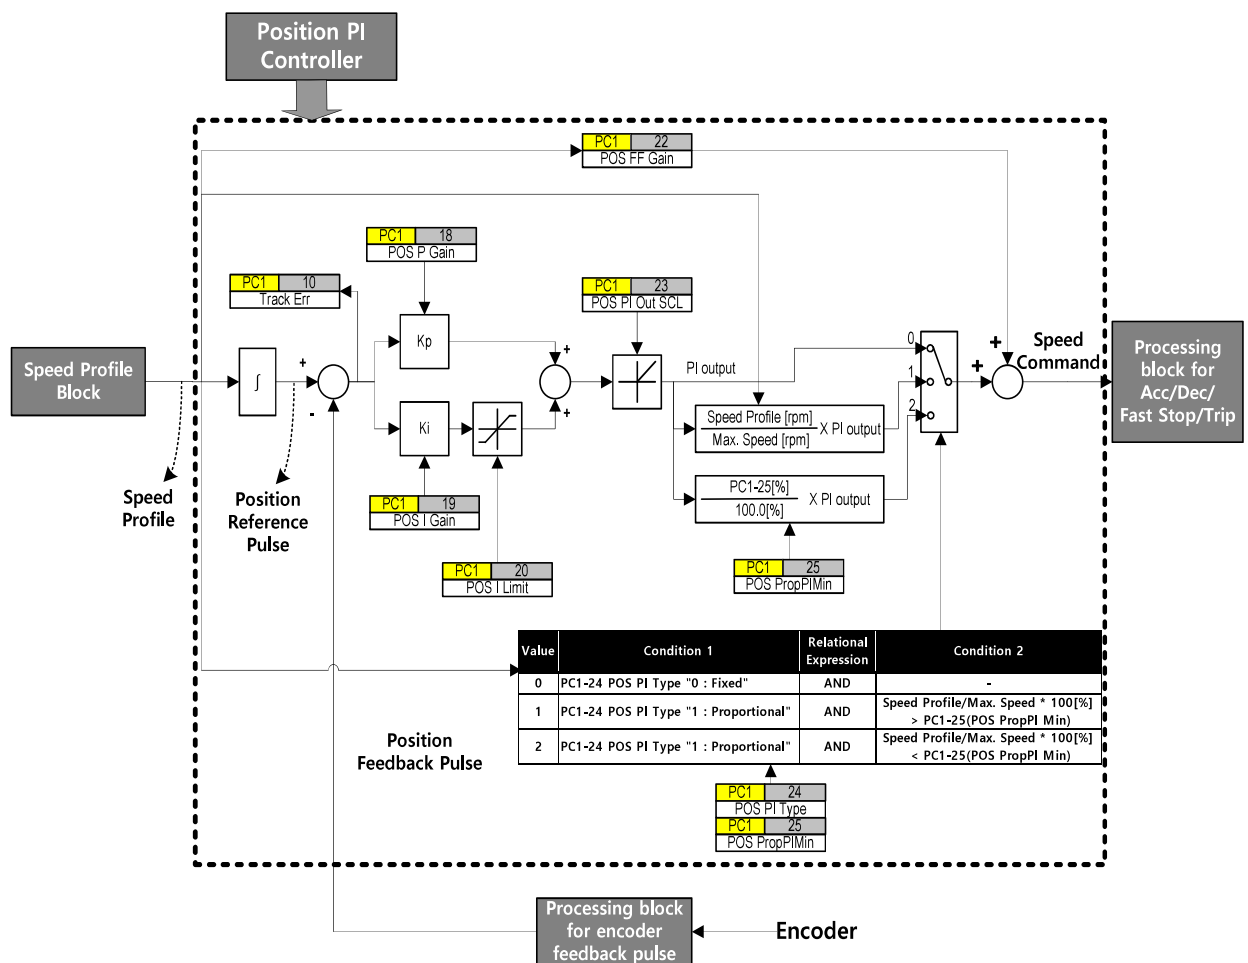 Position PI
Controller
PC1 22
POS FF Gain
PC1 18
POS P Gain
PC1 10
Track Err
PC1 23
POS PI Out SCL
Speed Profile
Block
∫
+
-
Kp
Ki
+
+
PI output
Speed Profile [rpm]
Max. Speed [rpm]
X PI output
PC1-25[%]
100.0[%]
X PI output
0
1
2
+
+
Speed
Command
Processing
block for
Acc/Dec/
Fast Stop/Trip
Speed
Profile
Position
Reference
Pulse
PC1 19
POS I Gain
PC1 20
POS I Limit
PC1 25
POS PropPIMin
Value Condition 1 Relational Expression Condition 2
0 PC1-24 POS PI Type "0 : Fixed" AND -
1 PC1-24 POS PI Type "1 : Proportional" AND Speed Profile/Max. Speed * 100[%]
> PC1-25(POS PropPI Min)
2 PC1-24 POS PI Type "1 : Proportional" AND Speed Profile/Max. Speed * 100[%]
< PC1-25(POS PropPI Min)
Position
Feedback Pulse
PC1 24
POS PI Type
PC1 25
POS PropPIMin
Processing block
for encoder
feedback pulse
Encoder